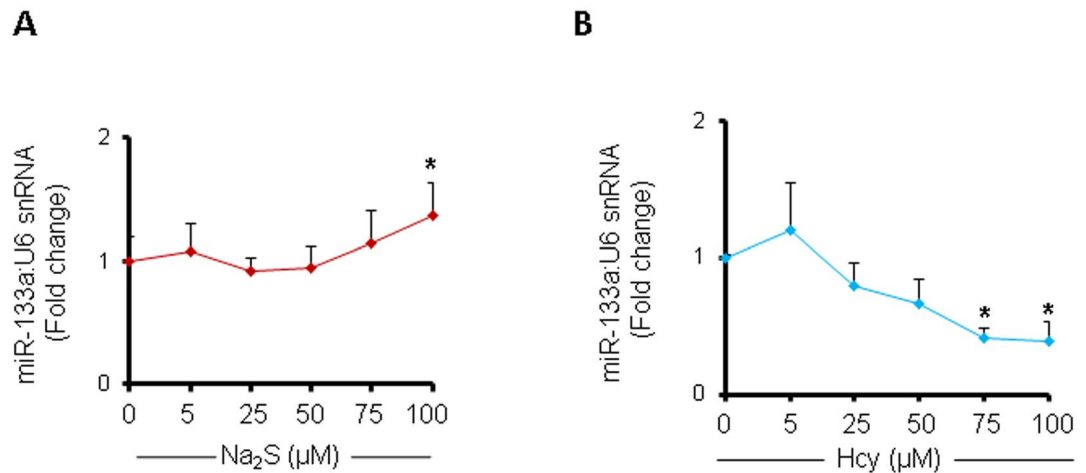 A
miR-133a:U6 snRNA
(Fold change)
2
1
0
*
0 5 25 50 75 100
Na₂S (µM)
B
miR-133a:U6 snRNA
(Fold change)
2
1
0
* *
0 5 25 50 75 100
Hcy (µM)